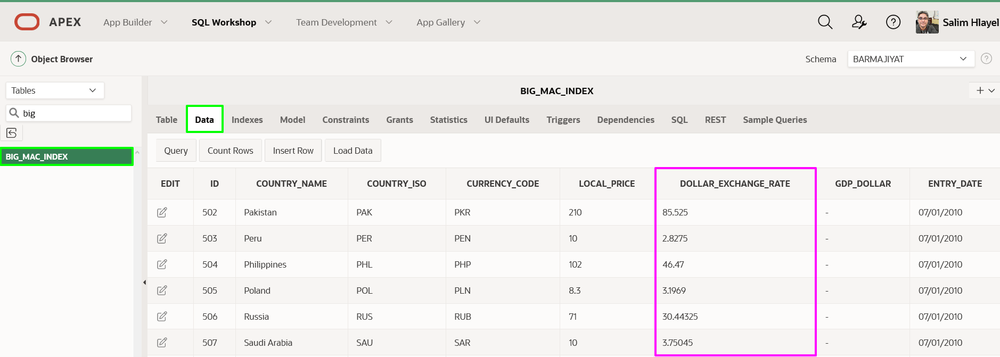 APEX App Builder SQL Workshop Team Development App Gallery Salim Hlayel
Object Browser Schema BARMAJIYAT
Tables
big
BIG_MAC_INDEX
BIG_MAC_INDEX
Table Data Indexes Model Constraints Grants Statistics UI Defaults Triggers Dependencies SQL REST Sample Queries
Query Count Rows Insert Row Load Data
EDIT ID COUNTRY_NAME COUNTRY_ISO CURRENCY_CODE LOCAL_PRICE DOLLAR_EXCHANGE_RATE GDP_DOLLAR ENTRY_DATE
502 Pakistan PAK PKR 210 85.525 - 07/01/2010
503 Peru PER PEN 10 2.8275 - 07/01/2010
504 Philippines PHL PHP 102 46.47 - 07/01/2010
505 Poland POL PLN 8.3 3.1969 - 07/01/2010
506 Russia RUS RUB 71 30.44325 - 07/01/2010
507 Saudi Arabia SAU SAR 10 3.75045 - 07/01/2010